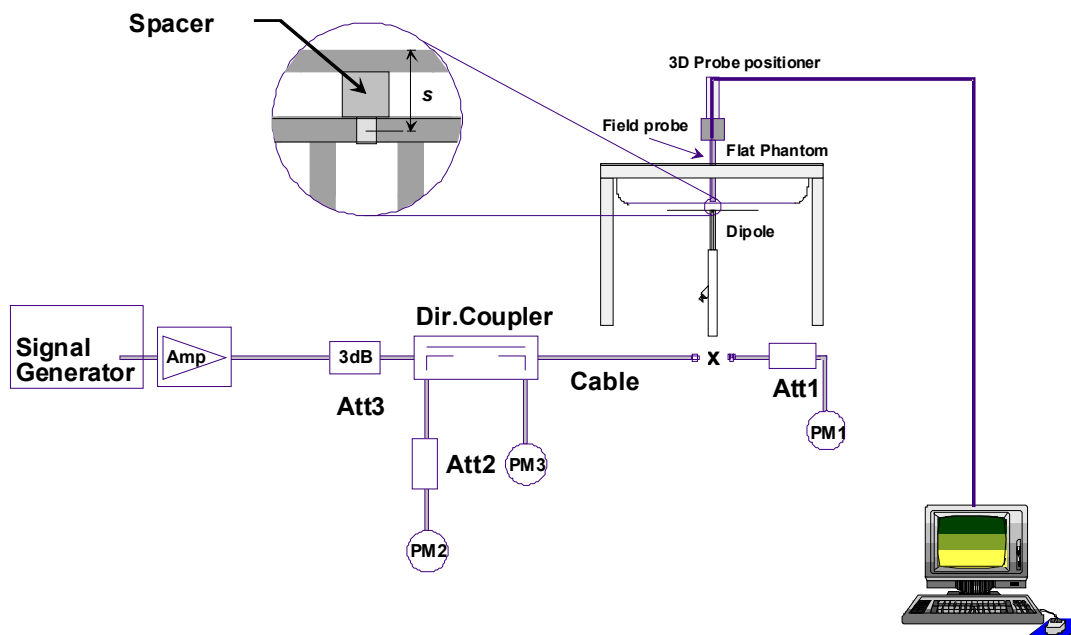 Spacer
s
3D Probe positioner
Field probe
Flat Phantom
Dipole
Dir.Coupler
Signal
Generator
Amp
3dB
Att3
Cable
x
Att1
PM1
Att2
PM3
PM2